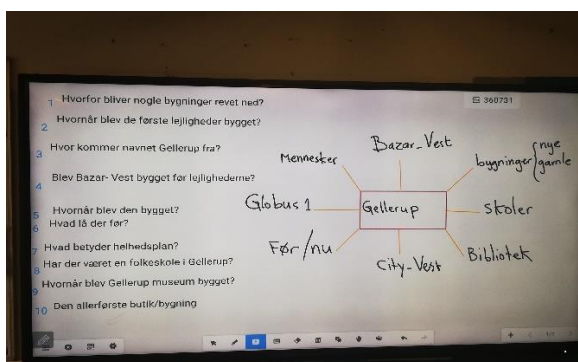 1 Hvorfor bliver nogle bygninger revet ned?
2 Hvornår blev de første lejligheder bygget?
3 Hvor kommer navnet Gellerup fra?
4 Blev Bazar- Vest bygget før lejlighederne?
5 Hvornår blev den bygget?
6 Hvad lå der før?
7 Hvad betyder helhedsplan?
8 Har der været en folkeskole i Gellerup?
9 Hvornår blev Gellerup museum bygget?
10 Den allerførste butik/bygning
360731
Mennesker
Bazar_Vest
bygninger { nye
gamle
Globus 1
Gellerup
skoler
Før/nu
City_Vest
Bibliotek